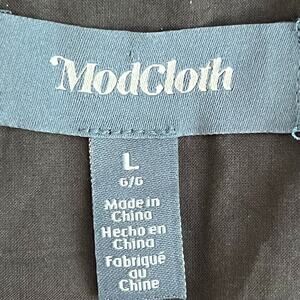 ModCloth
L
G/G
Made in
China
Hecho en
China
Fabriqué
au
Chine